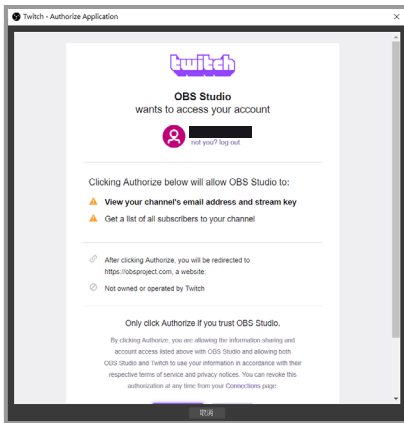 Twitch - Authorize Application
twitch
OBS Studio
wants to access your account
not you? log out.
Clicking Authorize below will allow OBS Studio to:
View your channel's email address and stream key
Get a list of all subscribers to your channel
After clicking Authorize, you will be redirected to
https://obsproject.com, a website:
Not owned or operated by Twitch
Only click Authorize if you trust OBS Studio.
By clicking Authorize, you are allowing the information sharing and
account access listed above with OBS Studio and allowing both
OBS Studio and Twitch to use your information in accordance with their
respective terms of service and privacy notices. You can revoke this
authorization at any time from your Connections page.
取消